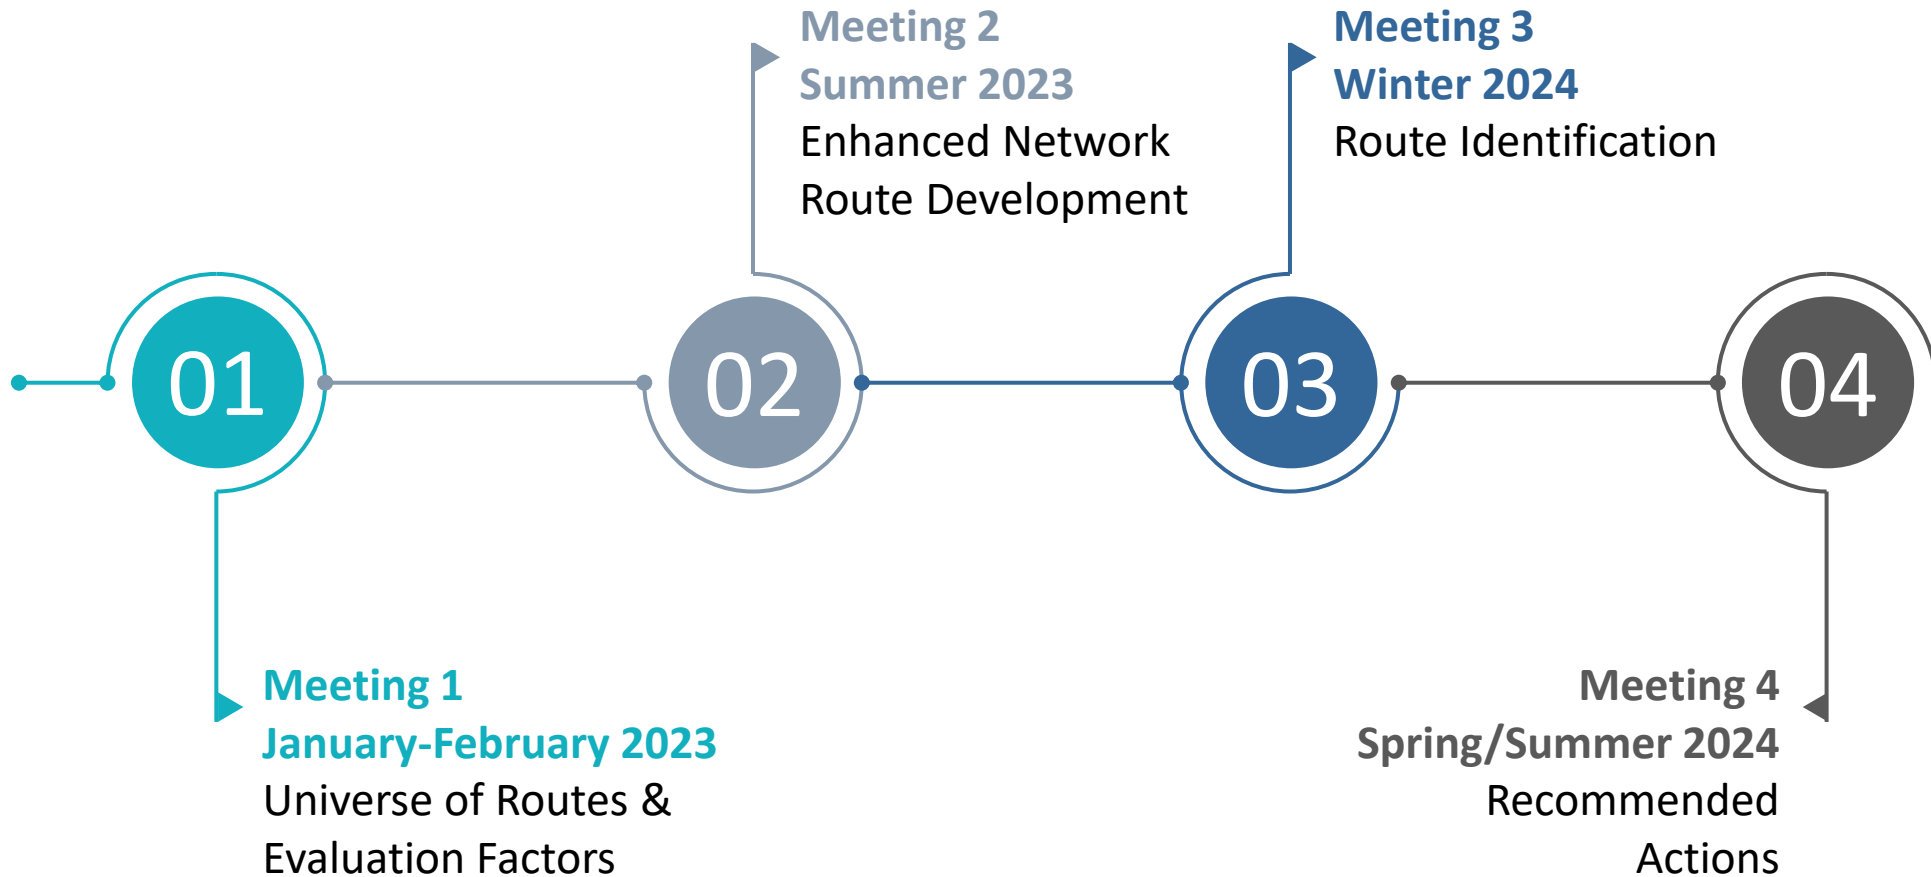 01
Meeting 1
January-February 2023
Universe of Routes &
Evaluation Factors
02
Meeting 2
Summer 2023
Enhanced Network
Route Development
03
Meeting 3
Winter 2024
Route Identification
04
Meeting 4
Spring/Summer 2024
Recommended
Actions